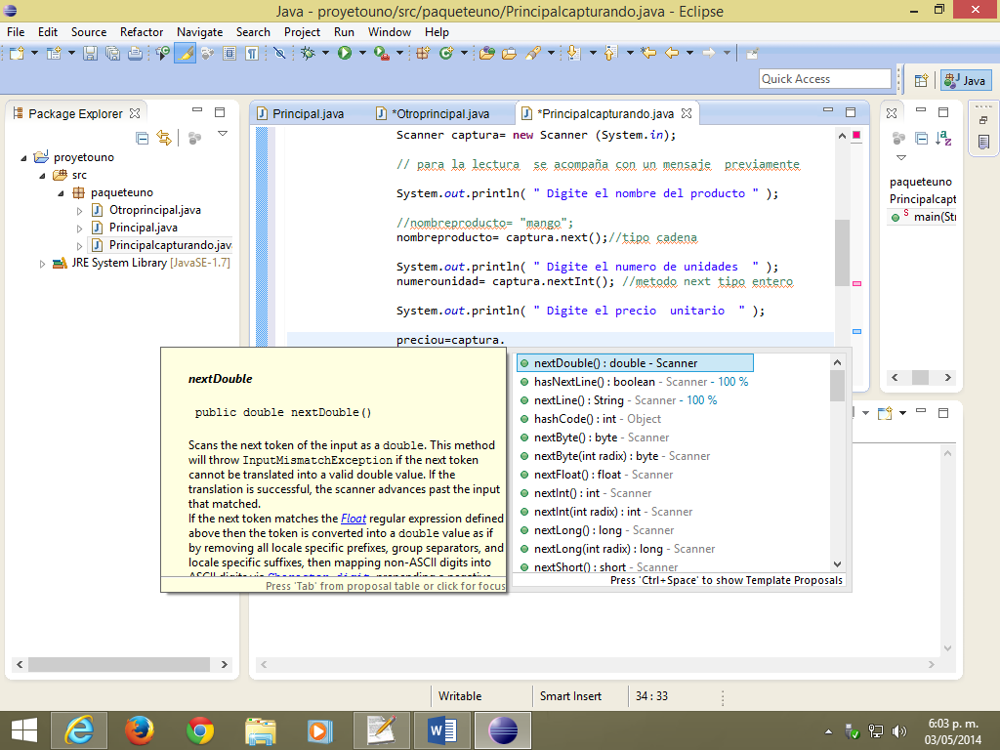 Java - proyetouno/src/paqueteuno/Principalcapturando.java - Eclipse
File Edit Source Refactor Navigate Search Project Run Window Help
Quick Access
Java
Package Explorer
proyetouno
src
paqueteuno
Otroprincipal.java
Principal.java
Principalcapturando.jav
JRE System Library [JavaSE-1.7]
Principal.java *Otroprincipal.java *Principalcapturando.java
Scanner captura= new Scanner (System.in);
// para la lectura  se acompaña con un mensaje  previamente
System.out.println( " Digite el nombre del producto " );
//nombreproducto= "mango";
nombreproducto= captura.next();//tipo cadena
System.out.println( " Digite el numero de unidades  " );
numerounidad= captura.nextInt(); //metodo next tipo entero
System.out.println( " Digite el precio  unitario  " );
preciou=captura.
paqueteuno
Principalcapt
S main(Stri
nextDouble
public double nextDouble()
Scans the next token of the input as a double. This method
will throw InputMismatchException if the next token
cannot be translated into a valid double value. If the
translation is successful, the scanner advances past the input
that matched.
If the next token matches the Float regular expression defined
above then the token is converted into a double value as if
by removing all locale specific prefixes, group separators, and
locale specific suffixes, then mapping non-ASCII digits into
Press 'Tab' from proposal table or click for focus
nextDouble() : double - Scanner
hasNextLine() : boolean - Scanner - 100 %
nextLine() : String - Scanner - 100 %
hashCode() : int - Object
nextByte() : byte - Scanner
nextByte(int radix) : byte - Scanner
nextFloat() : float - Scanner
nextInt() : int - Scanner
nextInt(int radix) : int - Scanner
nextLong() : long - Scanner
nextLong(int radix) : long - Scanner
nextShort() : short - Scanner
Press 'Ctrl+Space' to show Template Proposals
Writable Smart Insert 34 : 33
6:03 p. m.
03/05/2014